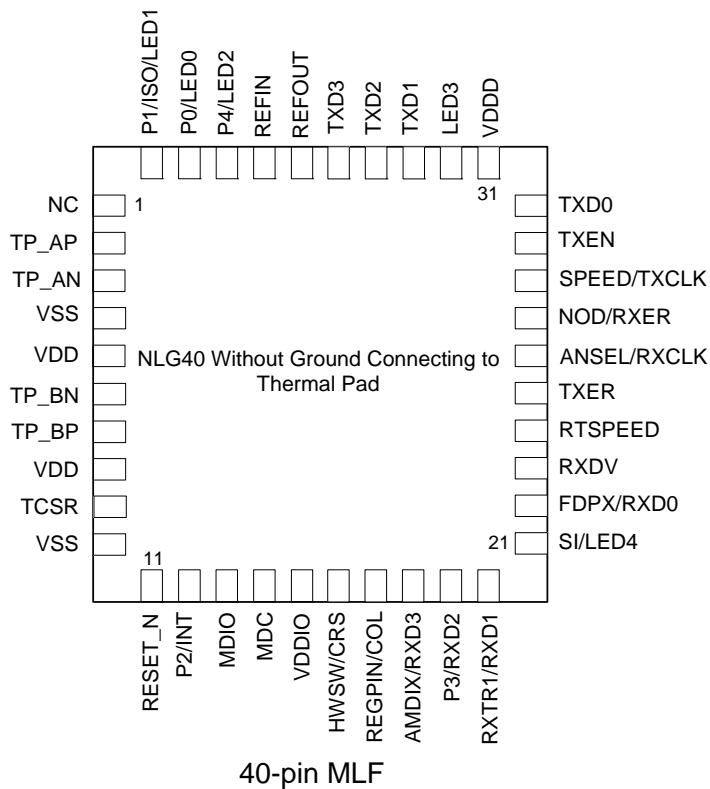 P1/ISO/LED1
P0/LED0
P4/LED2
REFIN
REFOUT
TXD3
TXD2
TXD1
LED3
VDDD
NC
1
31
TXD0
TP_AP
TXEN
TP_AN
SPEED/TXCLK
VSS
NOD/RXER
VDD
NLG40 Without Ground Connecting to
Thermal Pad
ANSEL/RXCLK
TP_BN
TXER
TP_BP
RTSPEED
VDD
RXDV
TCSR
FDPX/RXD0
VSS
11
21
SI/LED4
RESET_N
P2/INT
MDIO
MDC
VDDIO
HWSW/CRS
REGPIN/COL
AMDIX/RXD3
P3/RXD2
RXTR1/RXD1
40-pin MLF